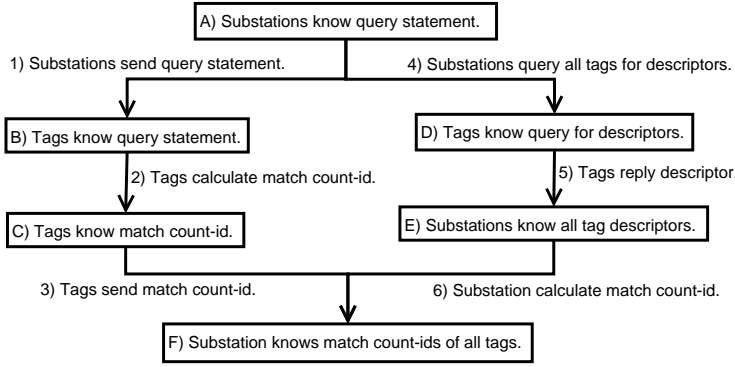 A) Substations know query statement.
1) Substations send query statement.
4) Substations query all tags for descriptors.
B) Tags know query statement.
D) Tags know query for descriptors.
2) Tags calculate match count-id.
5) Tags reply descriptor.
C) Tags know match count-id.
E) Substations know all tag descriptors.
3) Tags send match count-id.
6) Substation calculate match count-id.
F) Substation knows match count-ids of all tags.